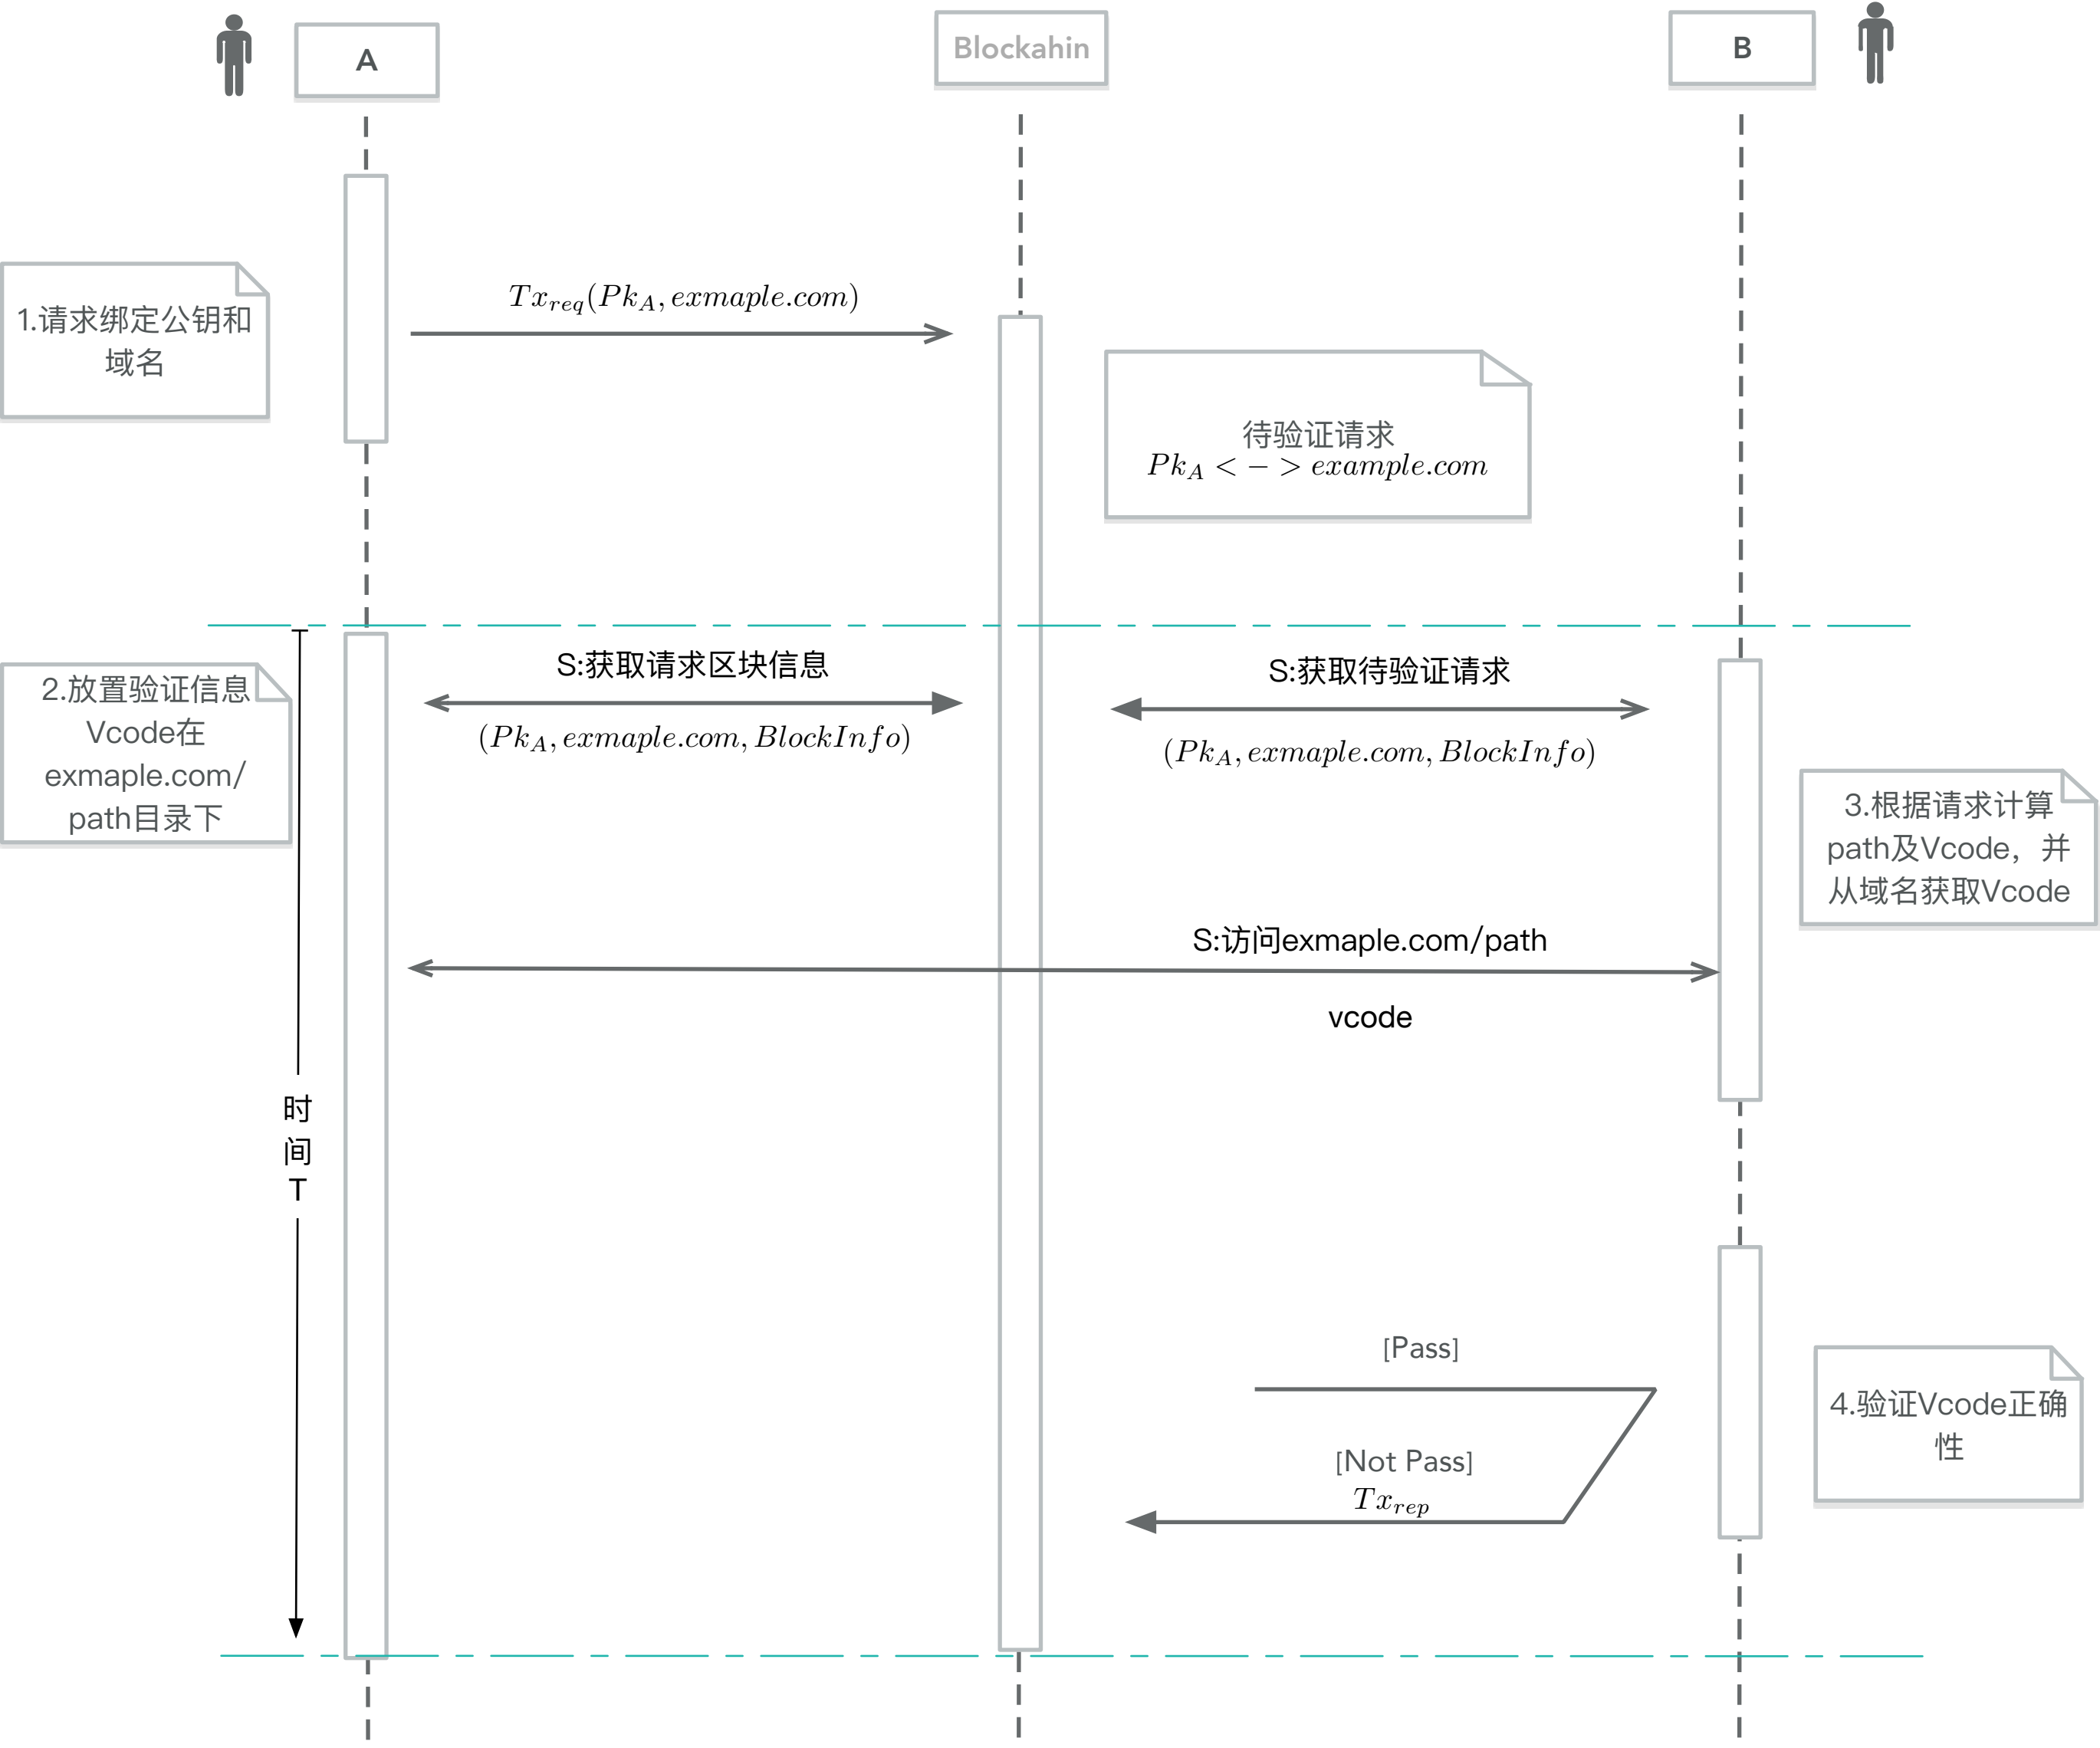 A
Blockahin
B
1.请求绑定公钥和
域名
Tx_req(Pk_A, exmaple.com)
待验证请求
Pk_A <-> example.com
S:获取请求区块信息
(Pk_A, exmaple.com, BlockInfo)
S:获取待验证请求
(Pk_A, exmaple.com, BlockInfo)
2.放置验证信息
Vcode在
exmaple.com/
path目录下
3.根据请求计算
path及Vcode，并
从域名获取Vcode
S:访问exmaple.com/path
vcode
时
间
T
[Pass]
[Not Pass]
Tx_rep
4.验证Vcode正确
性